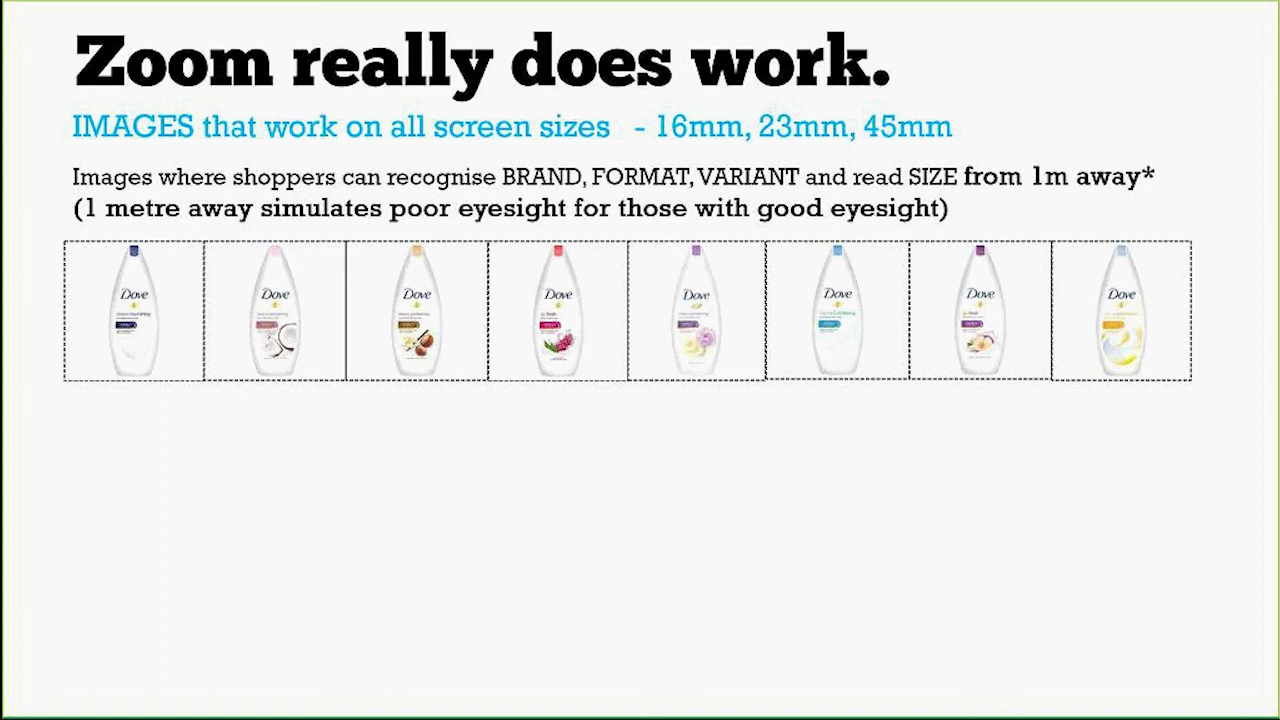 Zoom really does work.
IMAGES that work on all screen sizes - 16mm, 23mm, 45mm
Images where shoppers can recognise BRAND, FORMAT, VARIANT and read SIZE from 1m away*
(1 metre away simulates poor eyesight for those with good eyesight)
Dove Dove Dove Dove Dove Dove Dove Dove